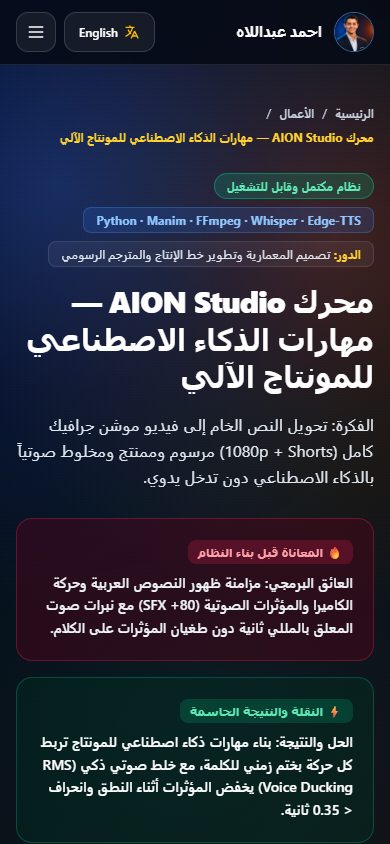 احمد عبداللاه
English
الرئيسية / الأعمال /
محرك AION Studio — مهارات الذكاء الاصطناعي للمونتاج الآلي
نظام مكتمل وقابل للتشغيل
Python · Manim · FFmpeg · Whisper · Edge-TTS
الدور: تصميم المعمارية وتطوير خط الإنتاج والمترجم الرسومي
محرك AION Studio —
مهارات الذكاء الاصطناعي
للمونتاج الآلي
الفكرة: تحويل النص الخام إلى فيديو موشن جرافيك
كامل (1080p + Shorts) مرسوم وممنتج ومخلوط صوتياً
بالذكاء الاصطناعي دون تدخل يدوي.
المعاناة قبل بناء النظام
العائق البرمجي: مزامنة ظهور النصوص العربية وحركة
الكاميرا والمؤثرات الصوتية (80+ SFX) مع نبرات صوت
المعلق بالمللي ثانية دون طغيان المؤثرات على الكلام.
النقلة والنتيجة الحاسمة
الحل والنتيجة: بناء مهارات ذكاء اصطناعي للمونتاج تربط
كل حركة بختم زمني للكلمة، مع خلط صوتي ذكي (RMS
Voice Ducking) يخفض المؤثرات أثناء النطق وانحراف
< 0.35 ثانية.